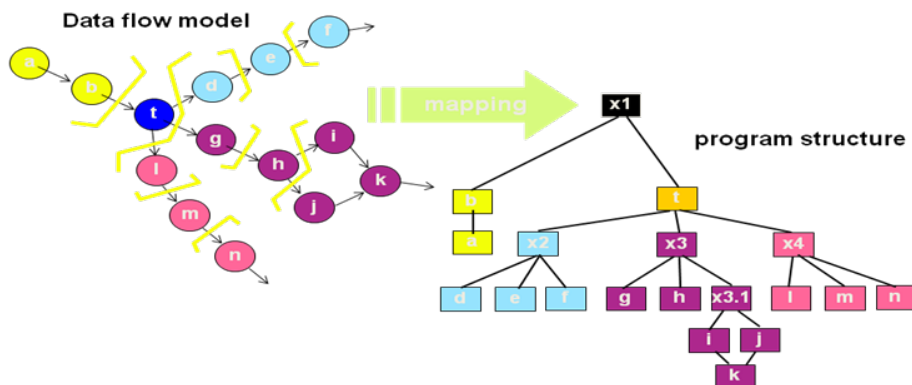 Data flow model
a
b
t
d
e
f
g
h
i
j
k
l
m
n
mapping
program structure
x1
b
a
t
x2
x3
x4
d
e
f
g
h
x3.1
l
m
n
i
j
k